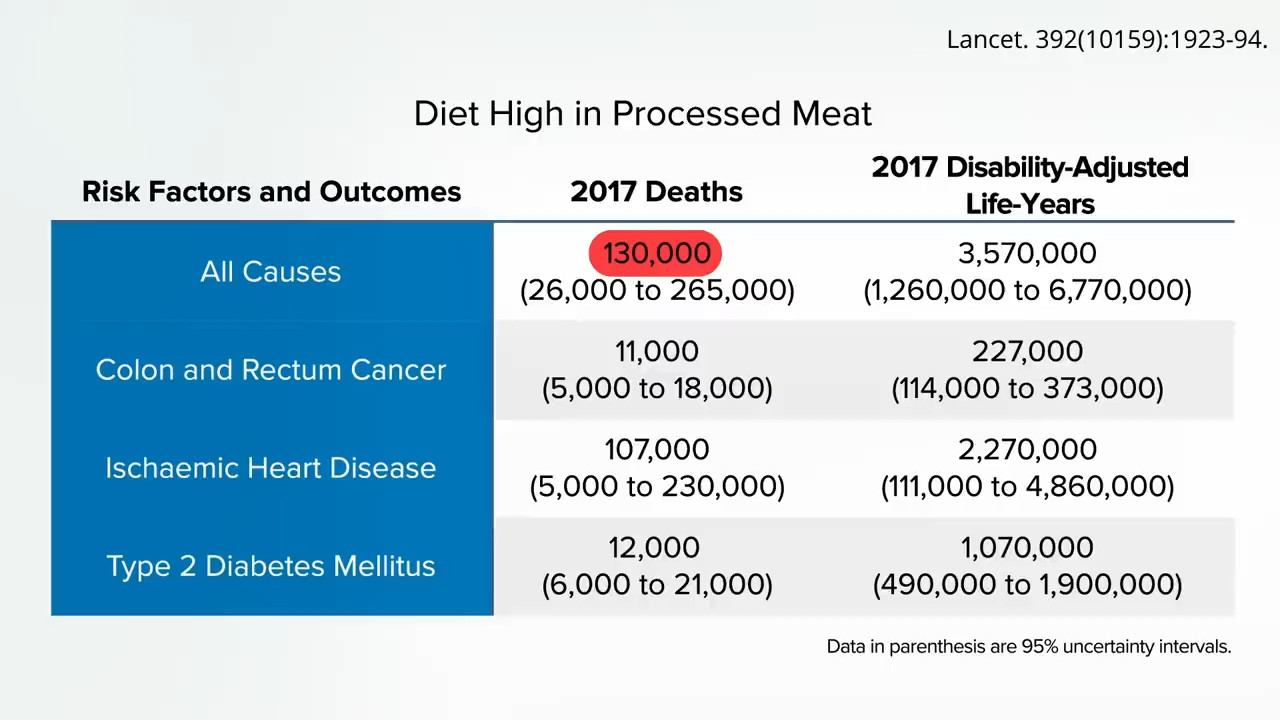 Lancet. 392(10159):1923-94.
Diet High in Processed Meat
Risk Factors and Outcomes
2017 Deaths
2017 Disability-Adjusted
Life-Years
All Causes
130,000
(26,000 to 265,000)
3,570,000
(1,260,000 to 6,770,000)
Colon and Rectum Cancer
11,000
(5,000 to 18,000)
227,000
(114,000 to 373,000)
Ischaemic Heart Disease
107,000
(5,000 to 230,000)
2,270,000
(111,000 to 4,860,000)
Type 2 Diabetes Mellitus
12,000
(6,000 to 21,000)
1,070,000
(490,000 to 1,900,000)
Data in parenthesis are 95% uncertainty intervals.